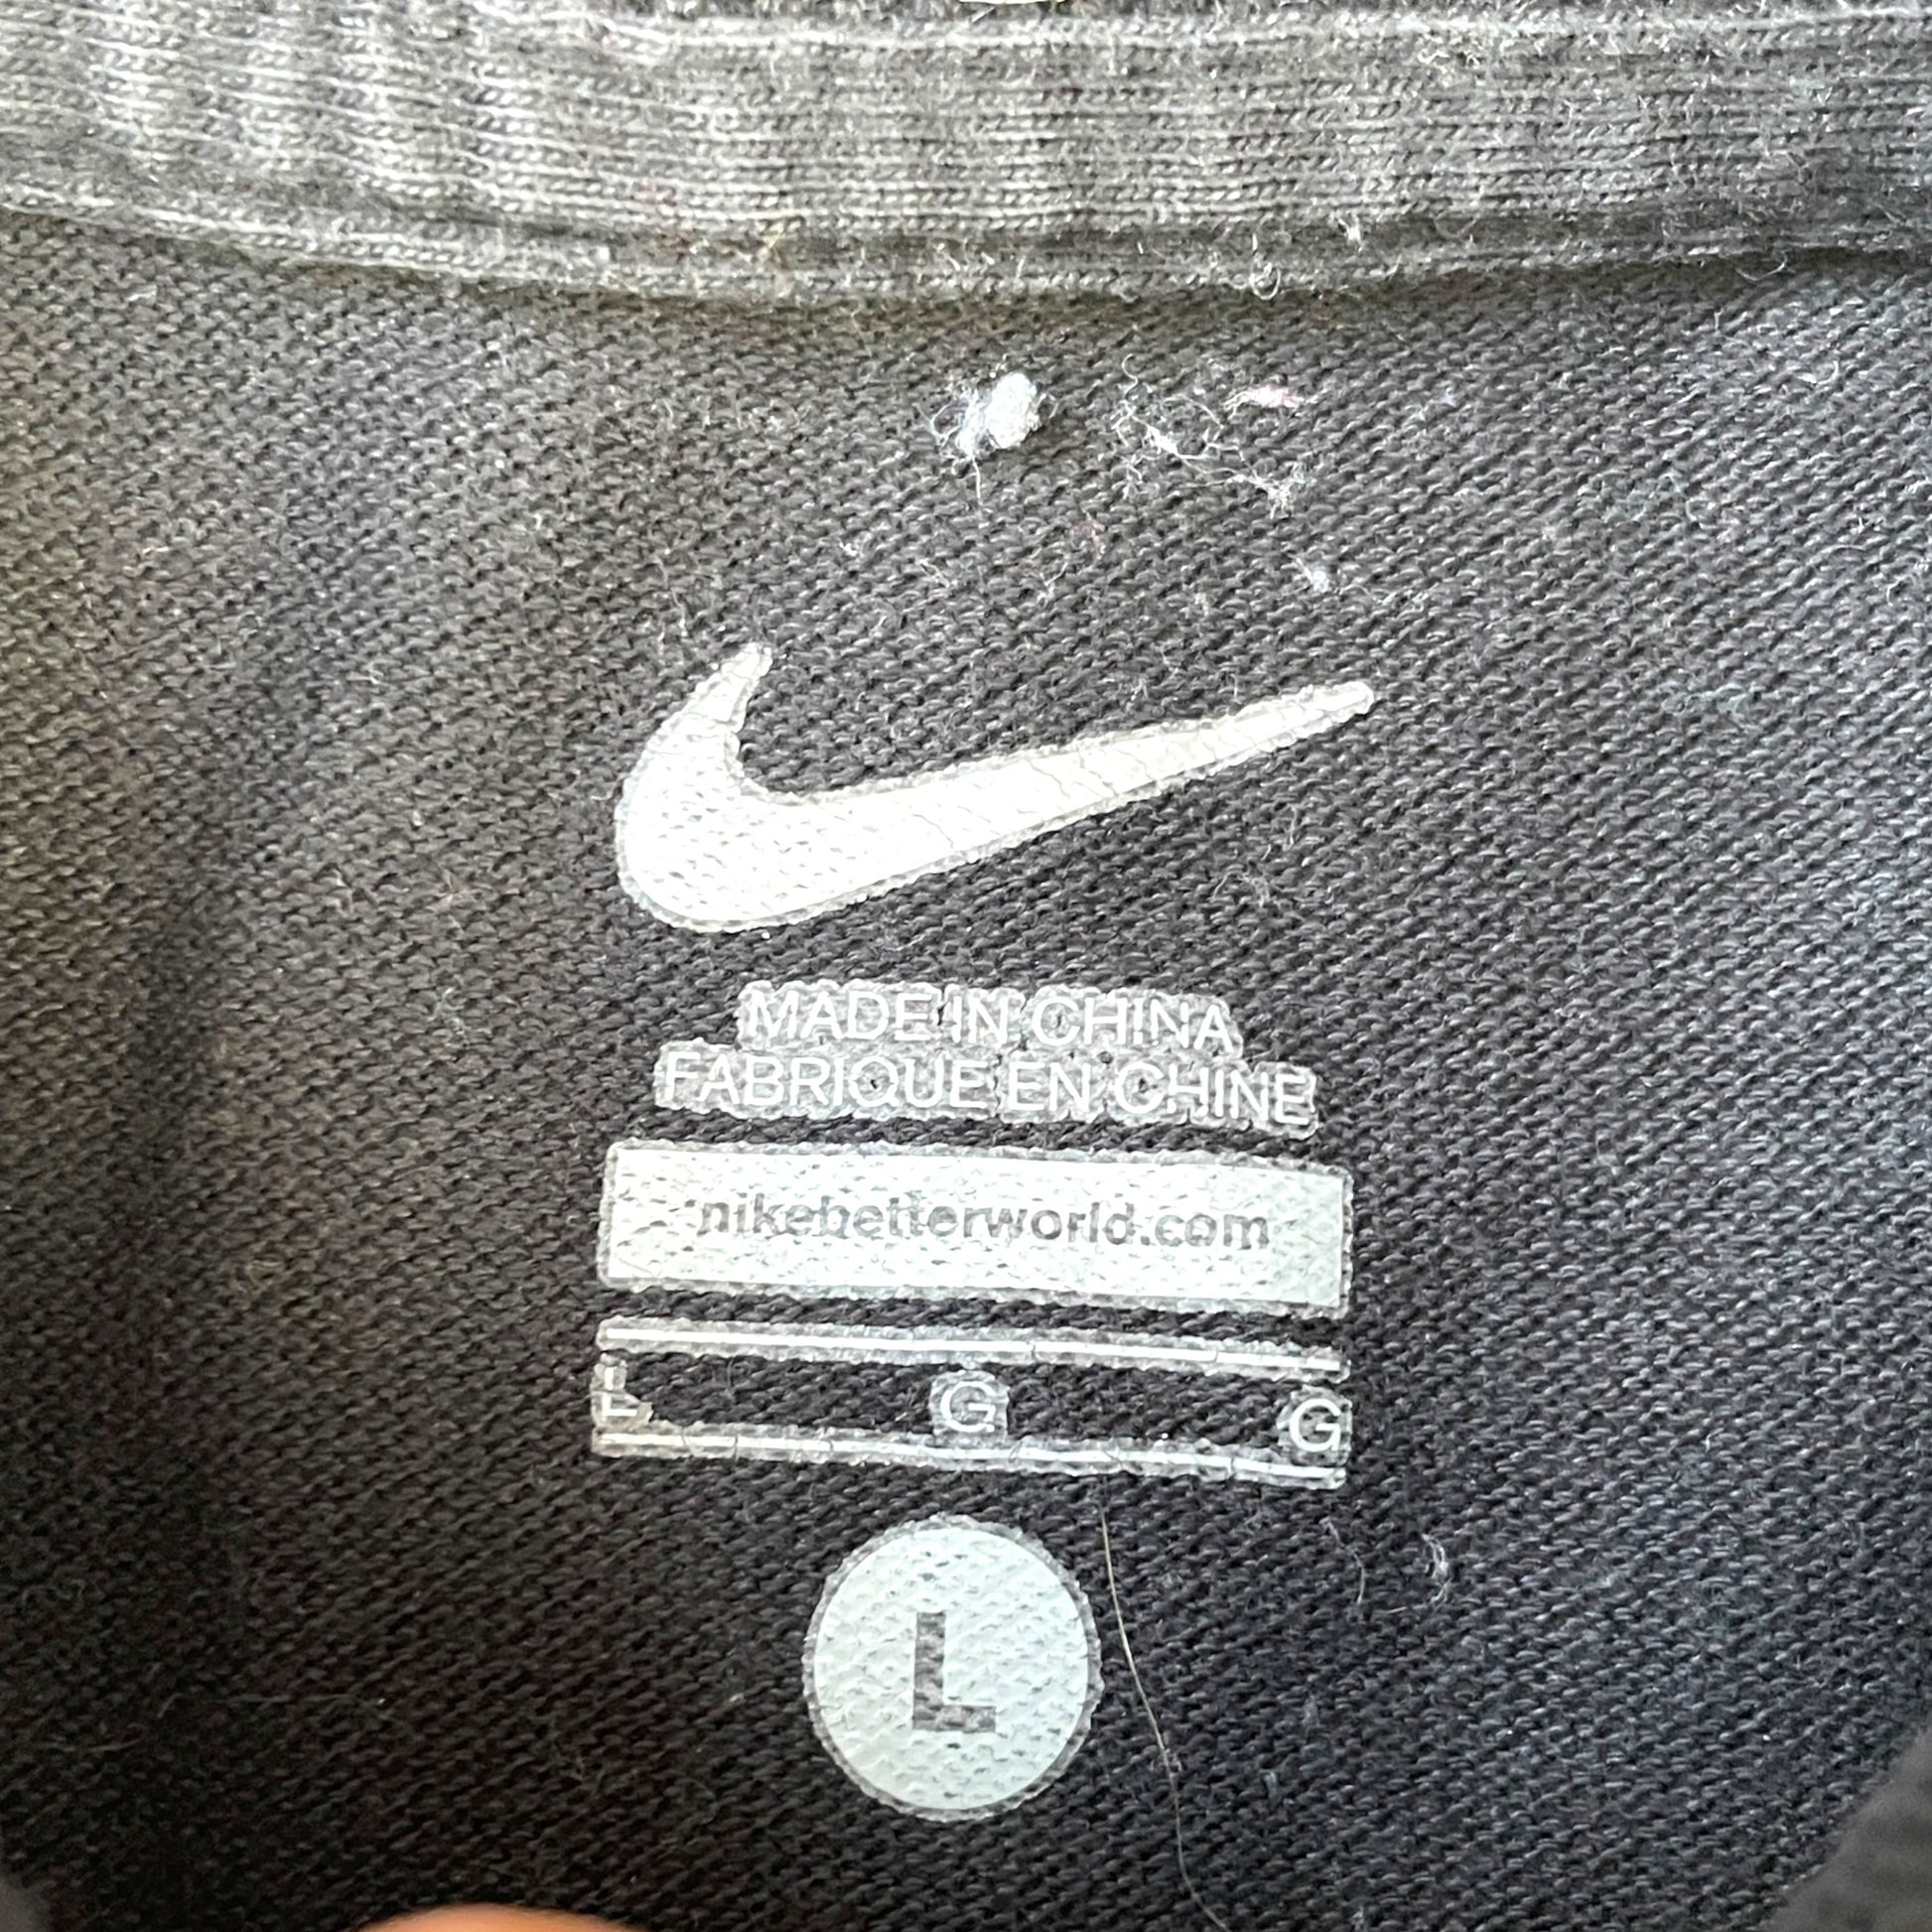 MADE IN CHINA
FABRIQUE EN CHINE
nikebetterworld.com
G G
L